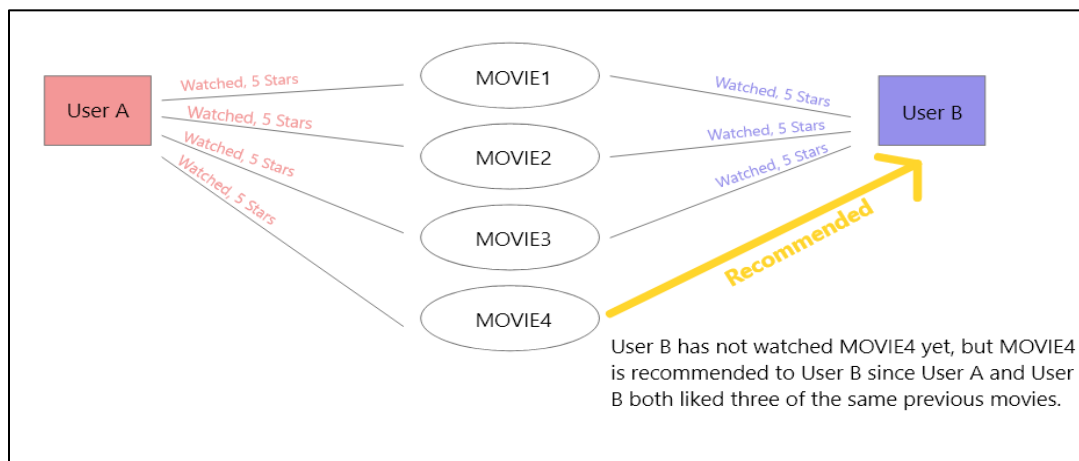 User A
Watched, 5 Stars
Watched, 5 Stars
Watched, 5 Stars
Watched, 5 Stars
MOVIE1
MOVIE2
MOVIE3
MOVIE4
Watched, 5 Stars
Watched, 5 Stars
Watched, 5 Stars
User B
Recommended
User B has not watched MOVIE4 yet, but MOVIE4
is recommended to User B since User A and User
B both liked three of the same previous movies.